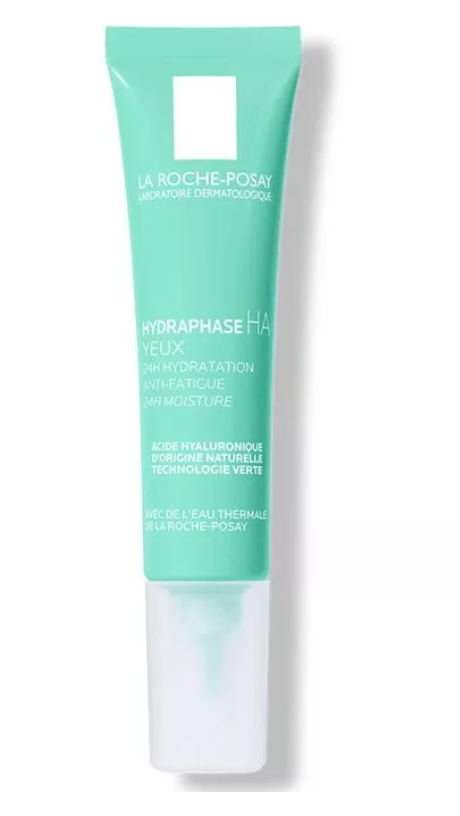 LA ROCHE-POSAY
LABORATOIRE DERMATOLOGIQUE
HYDRAPHASE HA
YEUX
24H HYDRATATION
ANTI-FATIGUE
24H MOISTURE
ACIDE HYALURONIQUE
D'ORIGINE NATURELLE
TECHNOLOGIE VERTE
AVEC DE L'EAU THERMALE
DE LA ROCHE-POSAY